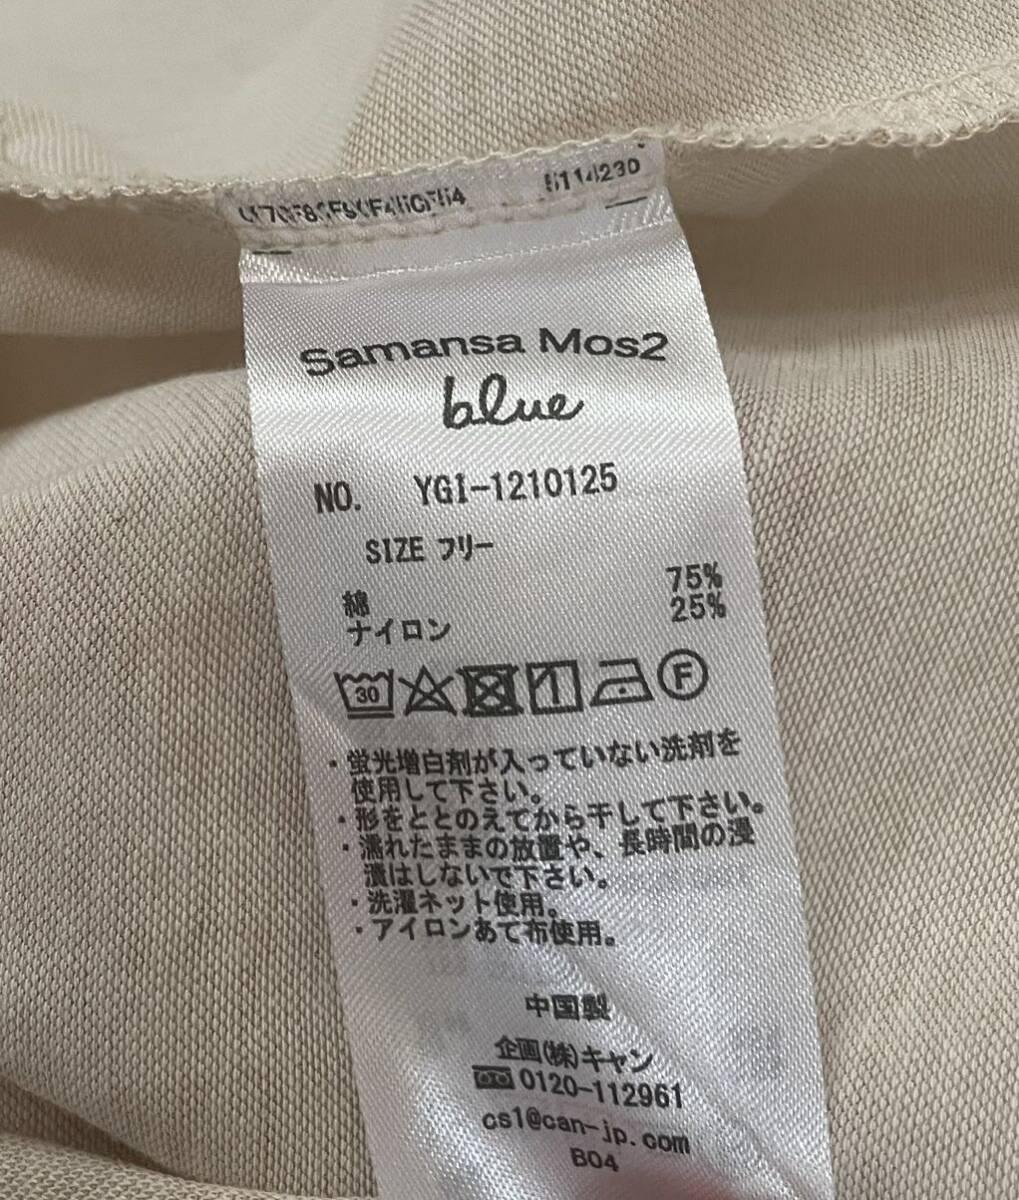 Samansa Mos2
blue
NO. YGI-1210125
SIZE フリー
綿 75%
ナイロン 25%
30
F
・蛍光増白剤が入っていない洗剤を
使用して下さい。
・形をととのえてから干して下さい。
・濡れたままの放置や、長時間の浸
漬はしないで下さい。
・洗濯ネット使用。
・アイロンあて布使用。
中国製
企画(株)キャン
0120-112961
cs1@can-jp.com
B04